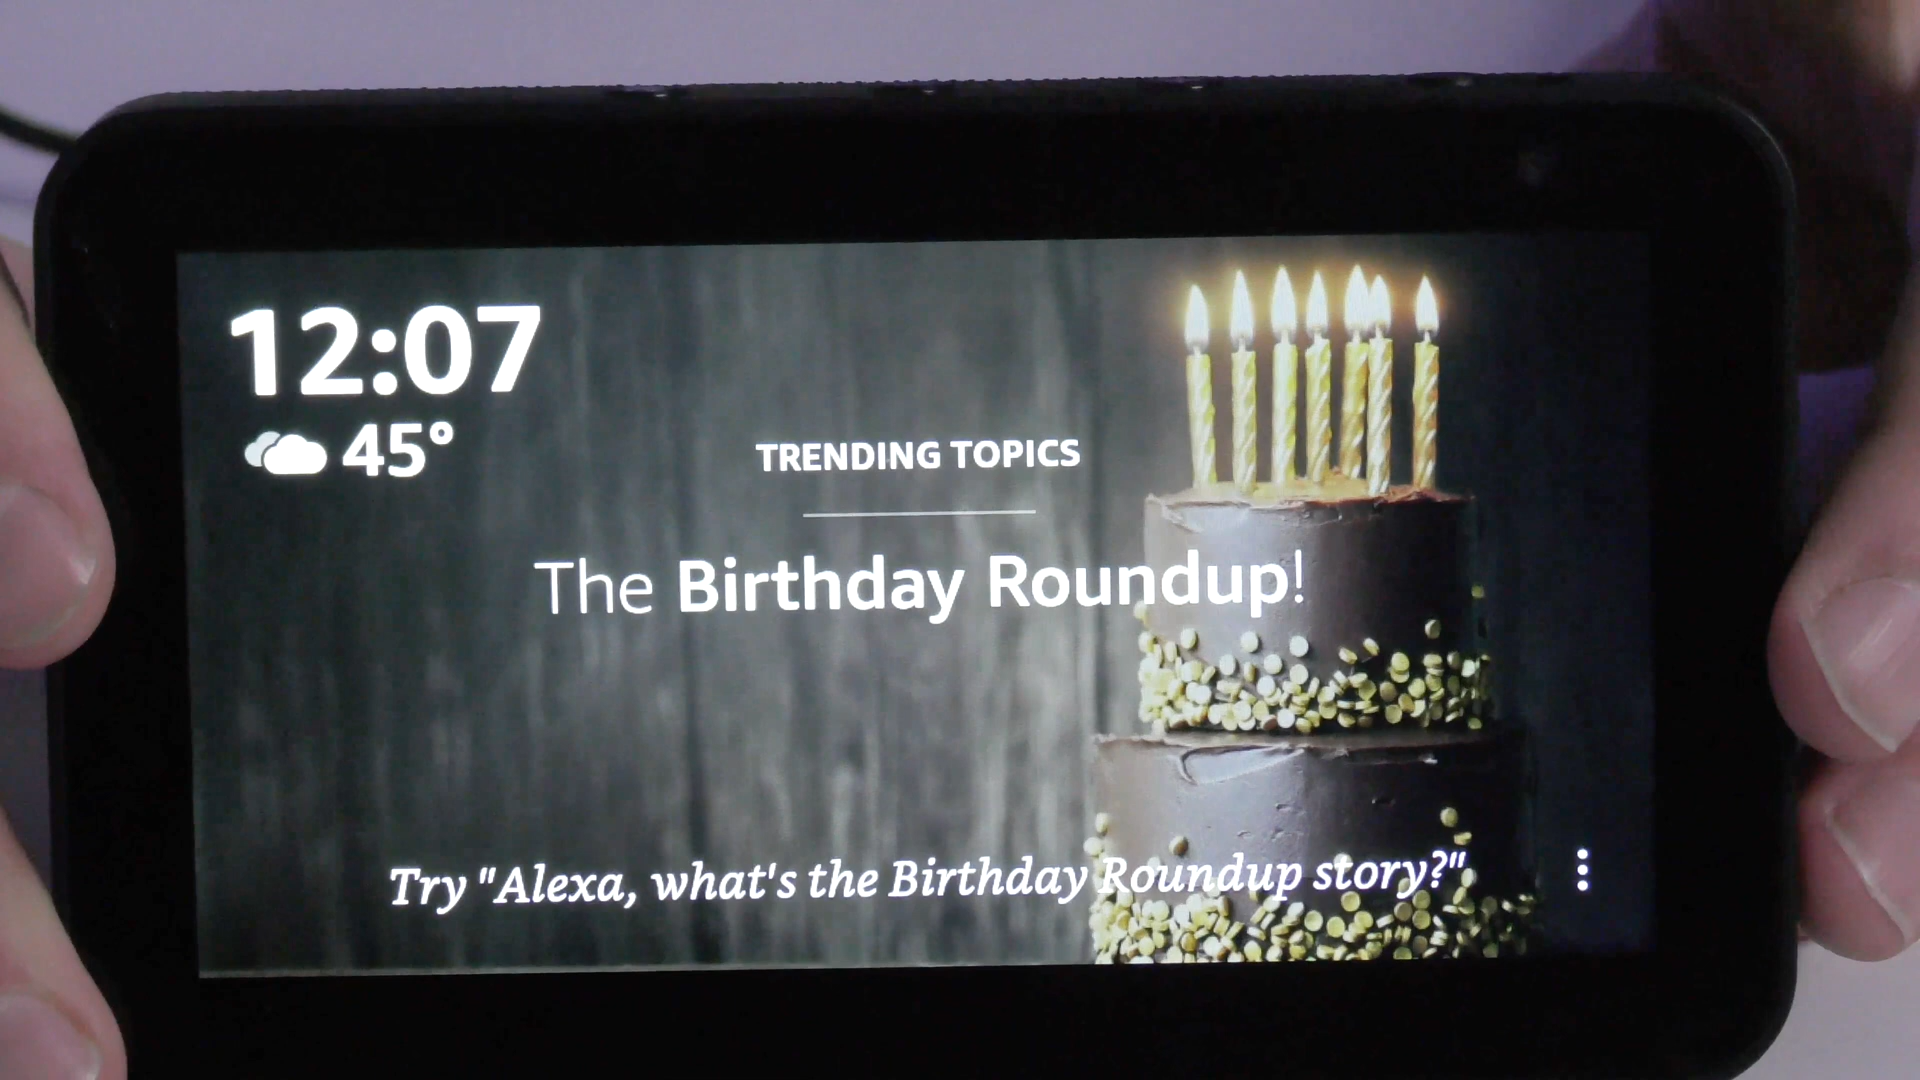 12:07
45°
TRENDING TOPICS
The Birthday Roundup!
Try "Alexa, what's the Birthday Roundup story?"